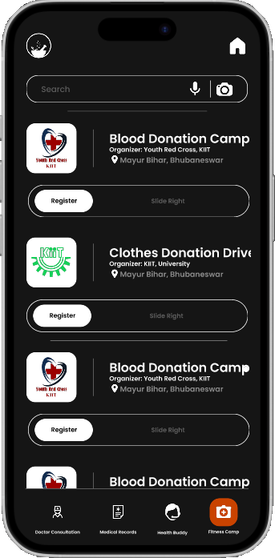 Search
Blood Donation Camp
Organizer: Youth Red Cross, KIIT
Mayur Bihar, Bhubaneswar
Youth Red Cross
KIIT
Register
Slide Right
Clothes Donation Drive
Organizer: KIIT, University
Mayur Bihar, Bhubaneswar
KIIT
Register
Slide Right
Blood Donation Camp
Organizer: Youth Red Cross, KIIT
Mayur Bihar, Bhubaneswar
Youth Red Cross
KIIT
Register
Slide Right
Blood Donation Camp
Doctor Consultation
Medical Records
Health Buddy
Fitness Camp